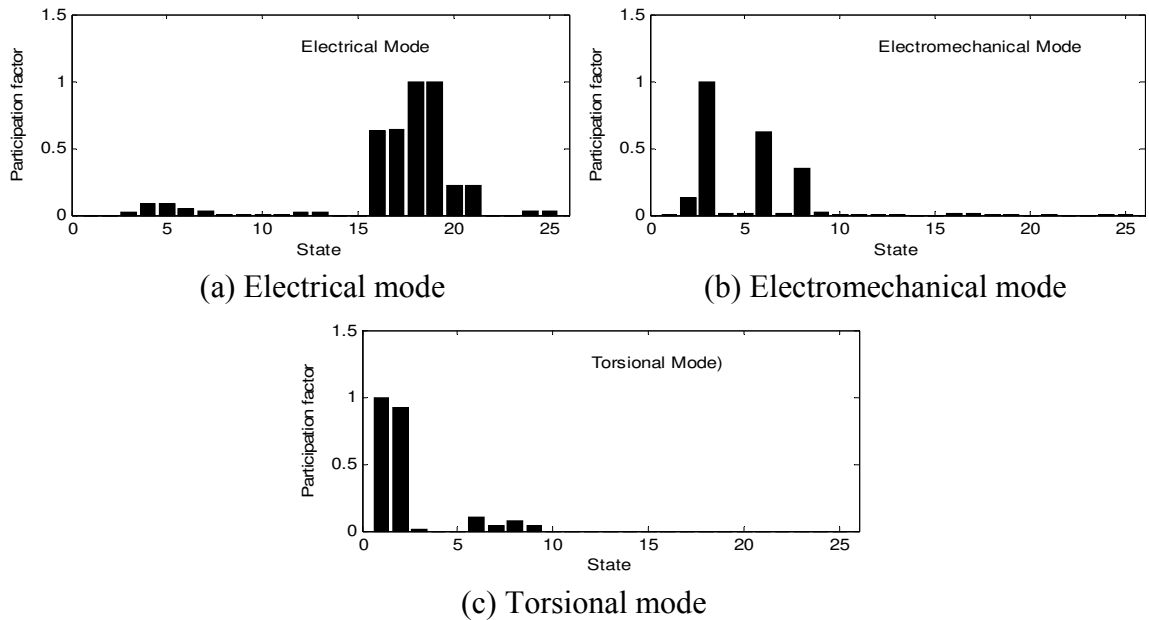 1.5
1
0.5
0
Participation factor
Electrical Mode
0 5 10 15 20 25
State
(a) Electrical mode
1.5
1
0.5
0
Participation factor
Electromechanical Mode
0 5 10 15 20 25
State
(b) Electromechanical mode
1.5
1
0.5
0
Participation factor
Torsional Mode)
0 5 10 15 20 25
State
(c) Torsional mode